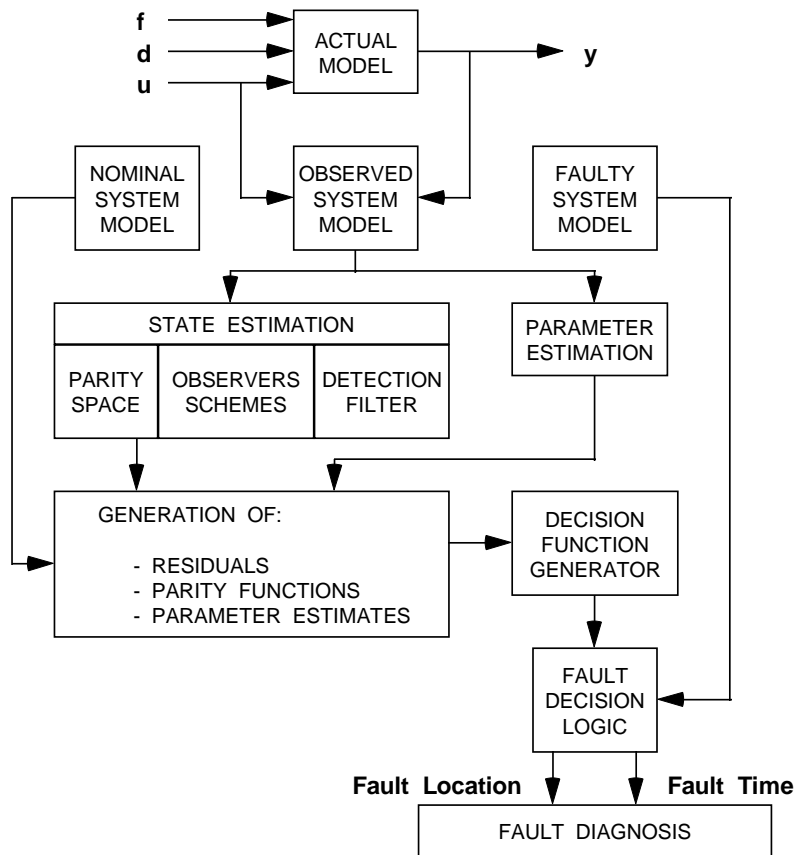 f
d
u
ACTUAL
MODEL
y
NOMINAL
SYSTEM
MODEL
OBSERVED
SYSTEM
MODEL
FAULTY
SYSTEM
MODEL
STATE ESTIMATION
PARITY
SPACE
OBSERVERS
SCHEMES
DETECTION
FILTER
PARAMETER
ESTIMATION
GENERATION OF:
- RESIDUALS
- PARITY FUNCTIONS
- PARAMETER ESTIMATES
DECISION
FUNCTION
GENERATOR
FAULT
DECISION
LOGIC
Fault Location
Fault Time
FAULT DIAGNOSIS